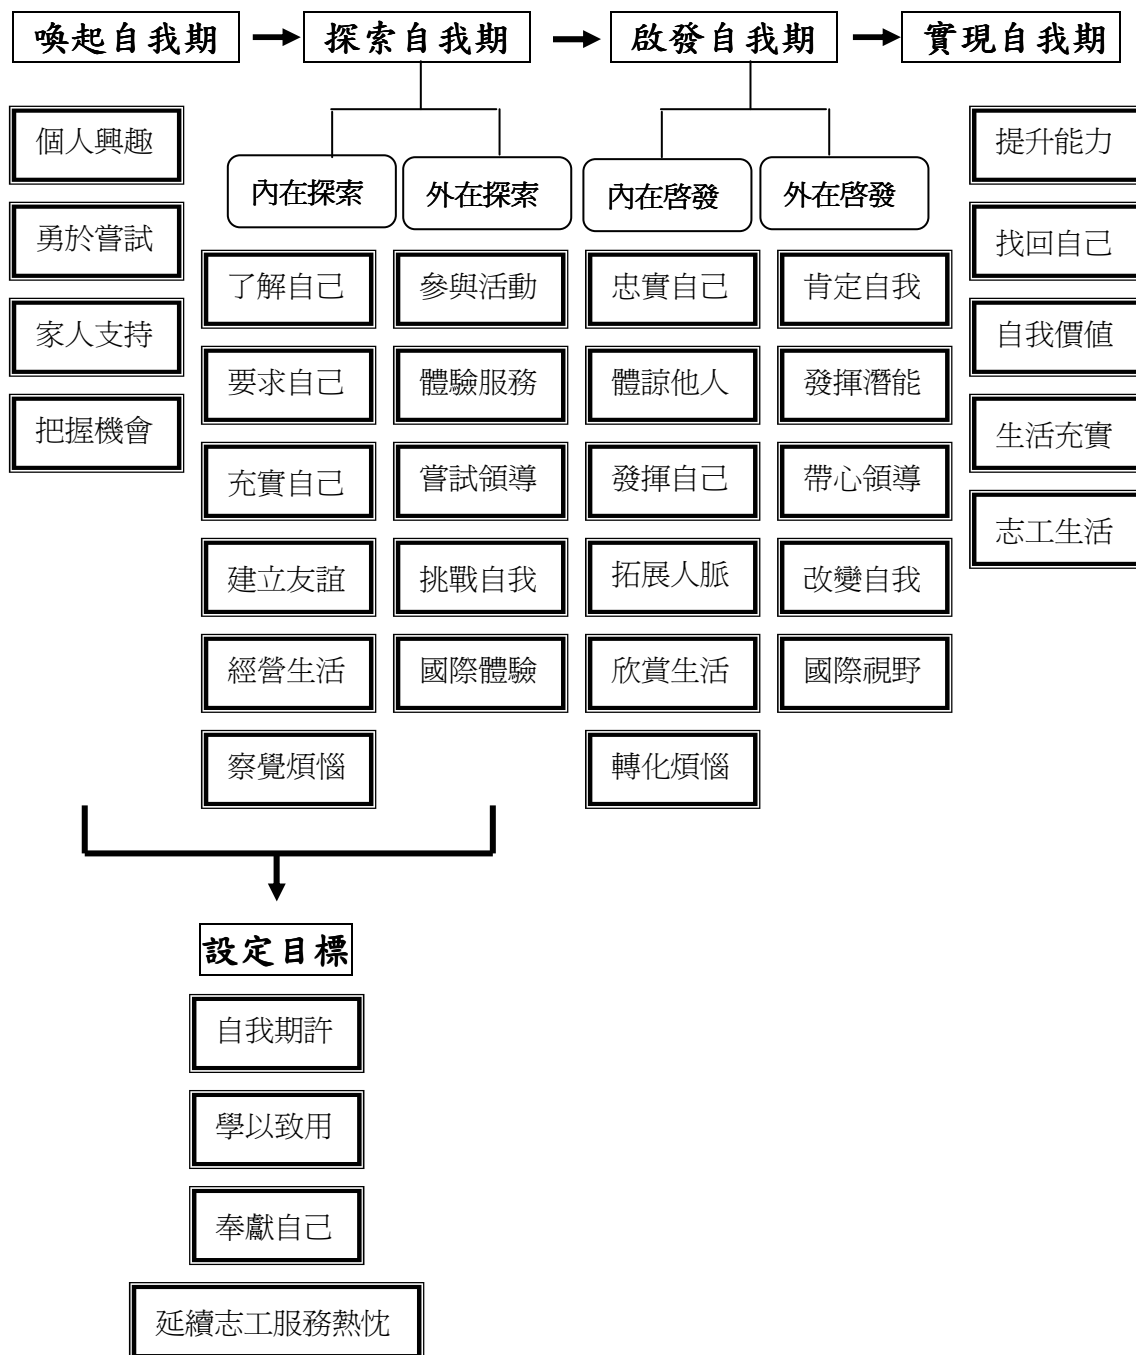 喚起自我期
探索自我期
啟發自我期
實現自我期
個人興趣
勇於嘗試
家人支持
把握機會
內在探索
了解自己
要求自己
充實自己
建立友誼
經營生活
察覺煩惱
外在探索
參與活動
體驗服務
嘗試領導
挑戰自我
國際體驗
內在啓發
忠實自己
體諒他人
發揮自己
拓展人脈
欣賞生活
轉化煩惱
外在啓發
肯定自我
發揮潛能
帶心領導
改變自我
國際視野
提升能力
找回自己
自我價值
生活充實
志工生活
設定目標
自我期許
學以致用
奉獻自己
延續志工服務熱忱